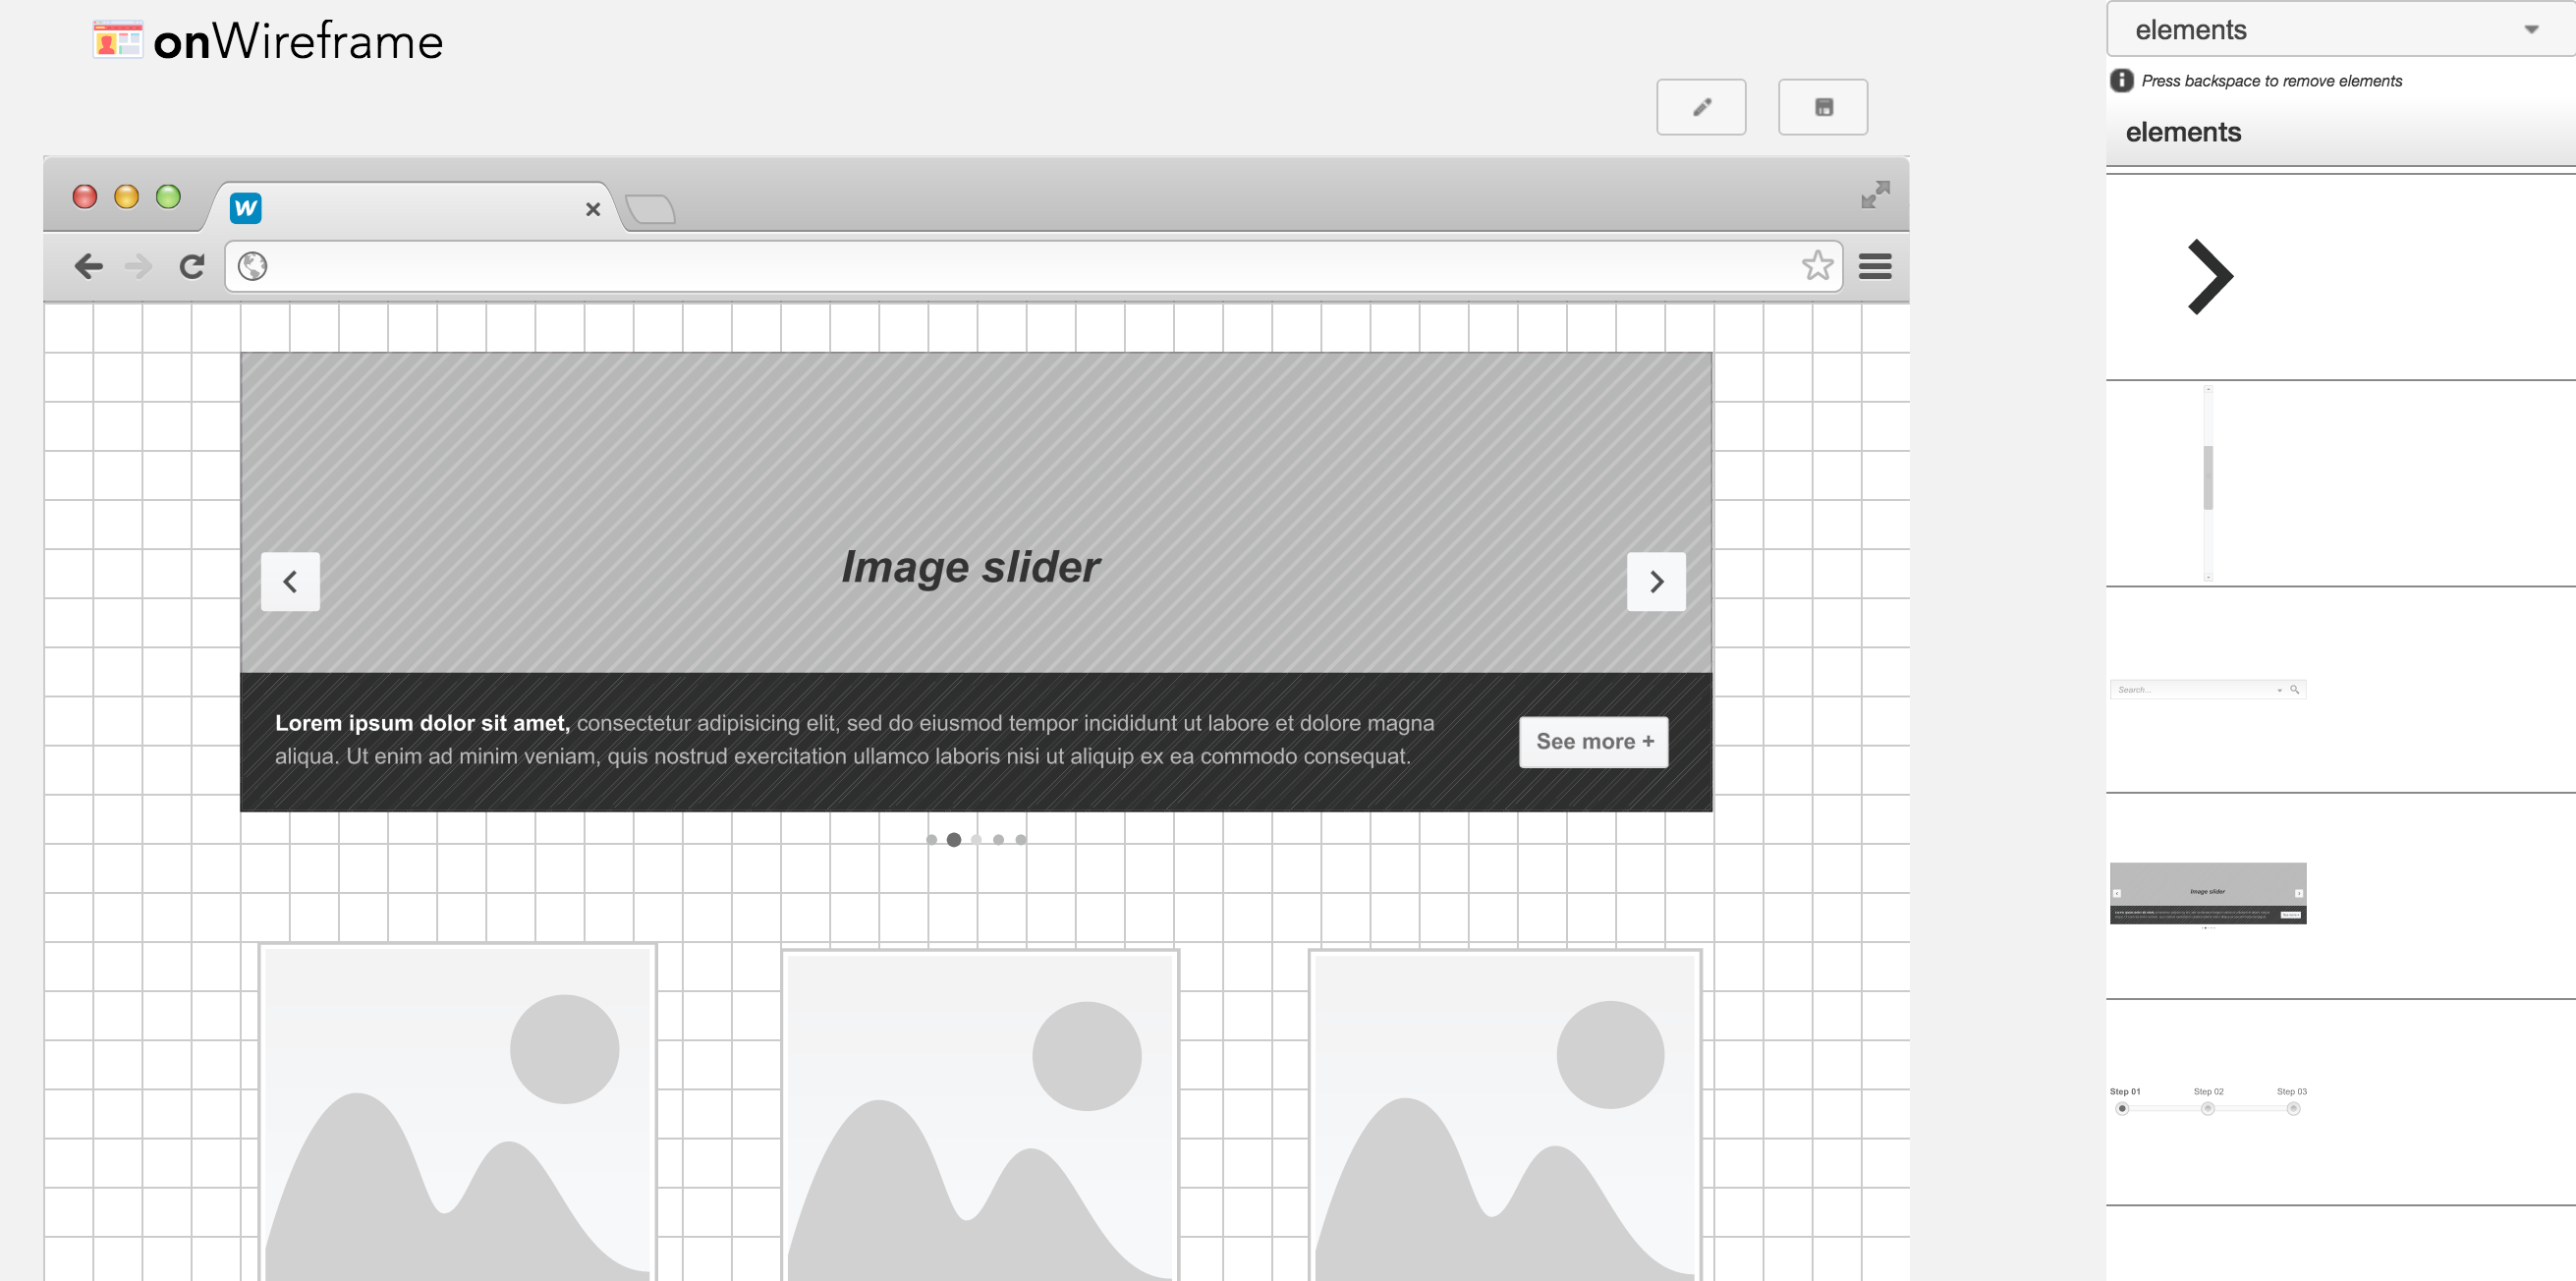 onWireframe
elements
Press backspace to remove elements
elements
W
Image slider
Lorem ipsum dolor sit amet, consectetur adipisicing elit, sed do eiusmod tempor incididunt ut labore et dolore magna
aliqua. Ut enim ad minim veniam, quis nostrud exercitation ullamco laboris nisi ut aliquip ex ea commodo consequat.
See more +
Search...
Image slider
Step 01 Step 02 Step 03